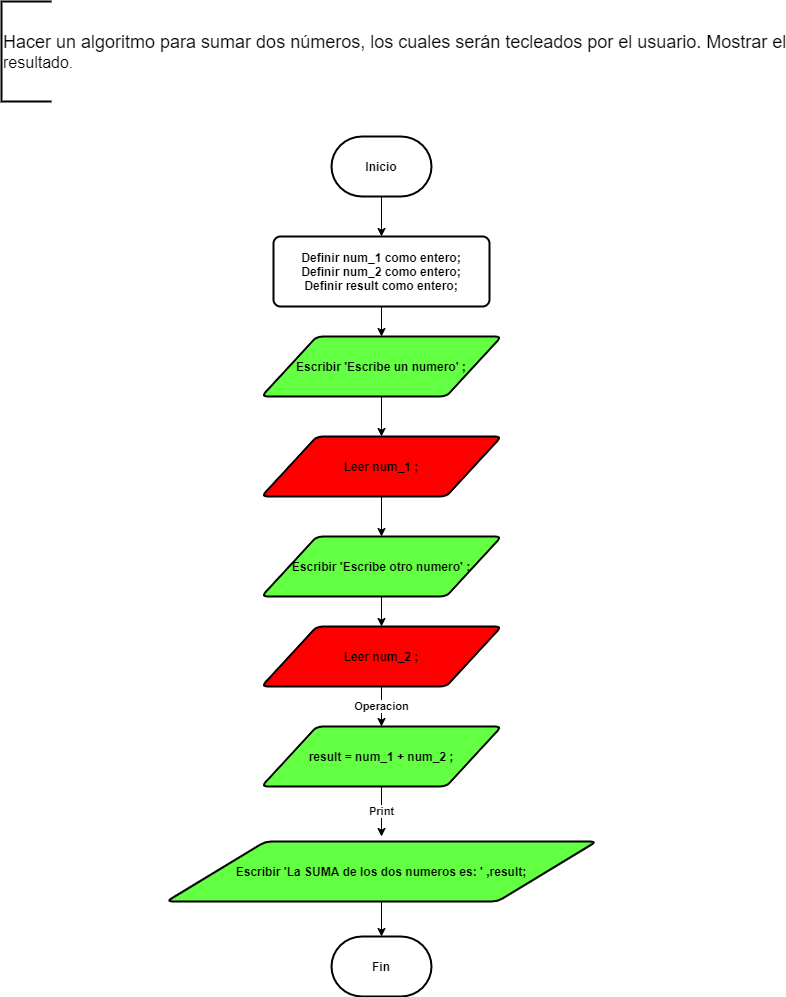 Hacer un algoritmo para sumar dos números, los cuales serán tecleados por el usuario. Mostrar el
resultado.
Inicio
Definir num_1 como entero;
Definir num_2 como entero;
Definir result como entero;
Escribir 'Escribe un numero' ;
Leer num_1 ;
Escribir 'Escribe otro numero' ;
Leer num_2 ;
Operacion
result = num_1 + num_2 ;
Print
Escribir 'La SUMA de los dos numeros es: ' ,result;
Fin